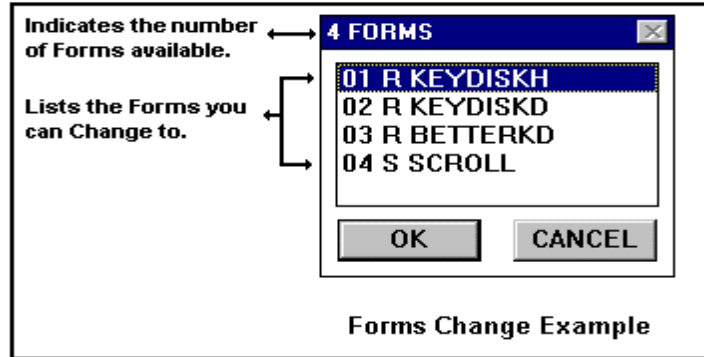 Indicates the number
of Forms available.
4 FORMS
01 R KEYDISKH
02 R KEYDISKD
03 R BETTERKD
04 S SCROLL
Lists the Forms you
can Change to.
OK
CANCEL
Forms Change Example